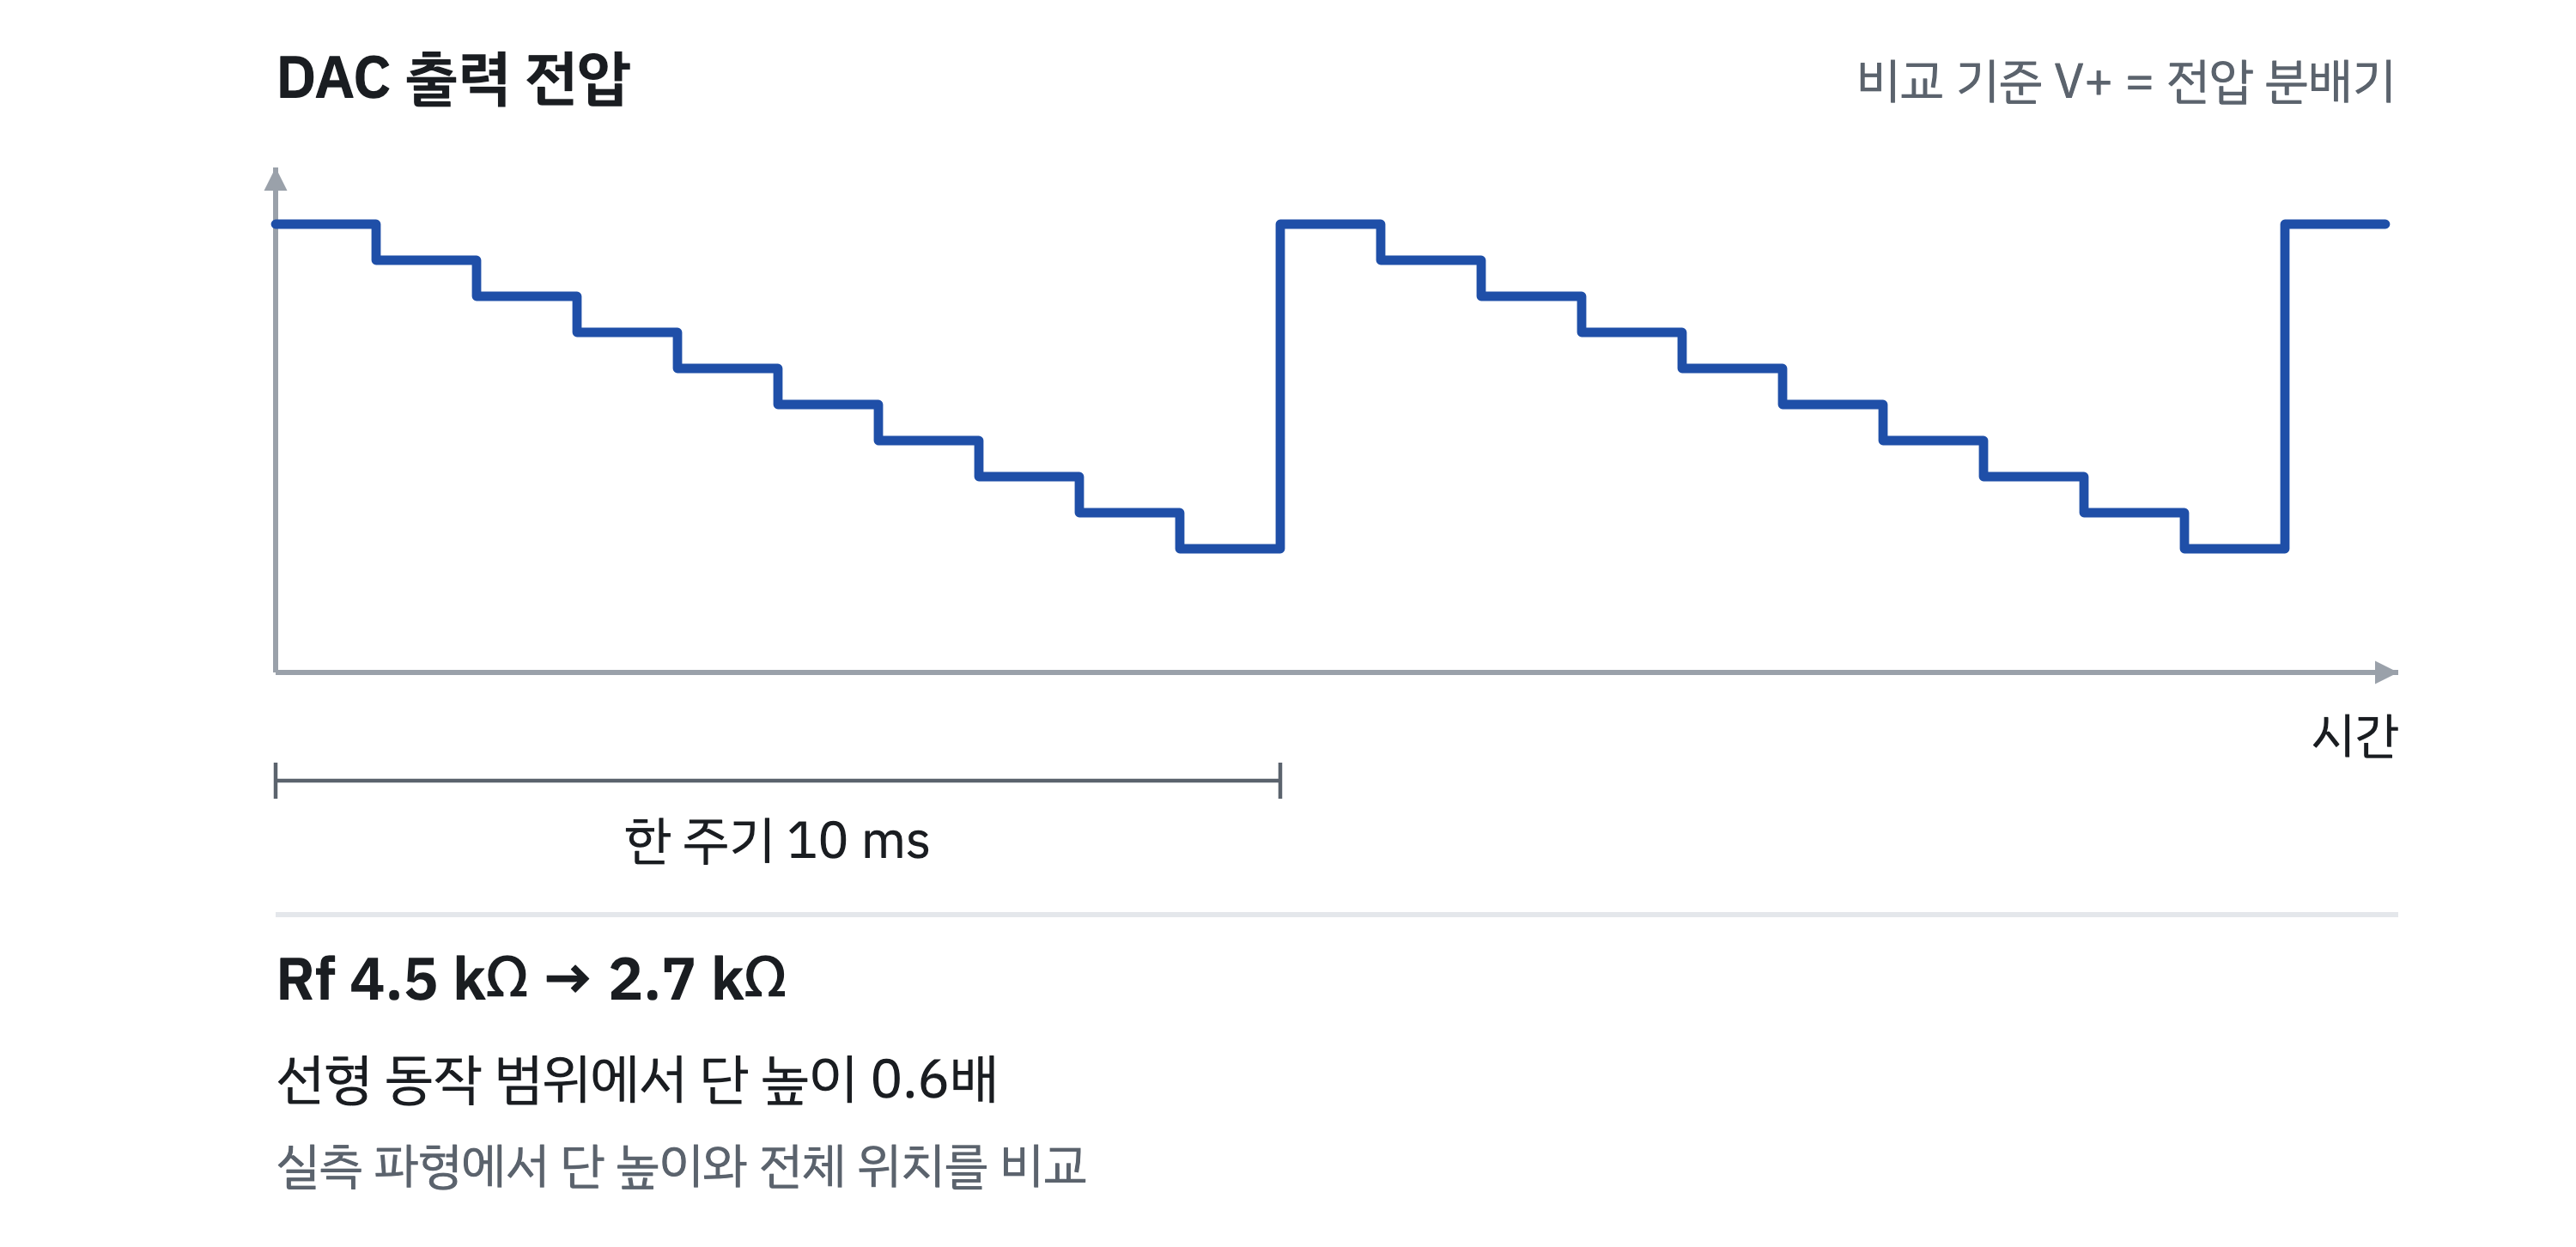 DAC 출력 전압
비교 기준 V+ = 전압 분배기
시간
한 주기 10 ms
Rf 4.5 kΩ → 2.7 kΩ
선형 동작 범위에서 단 높이 0.6배
실측 파형에서 단 높이와 전체 위치를 비교